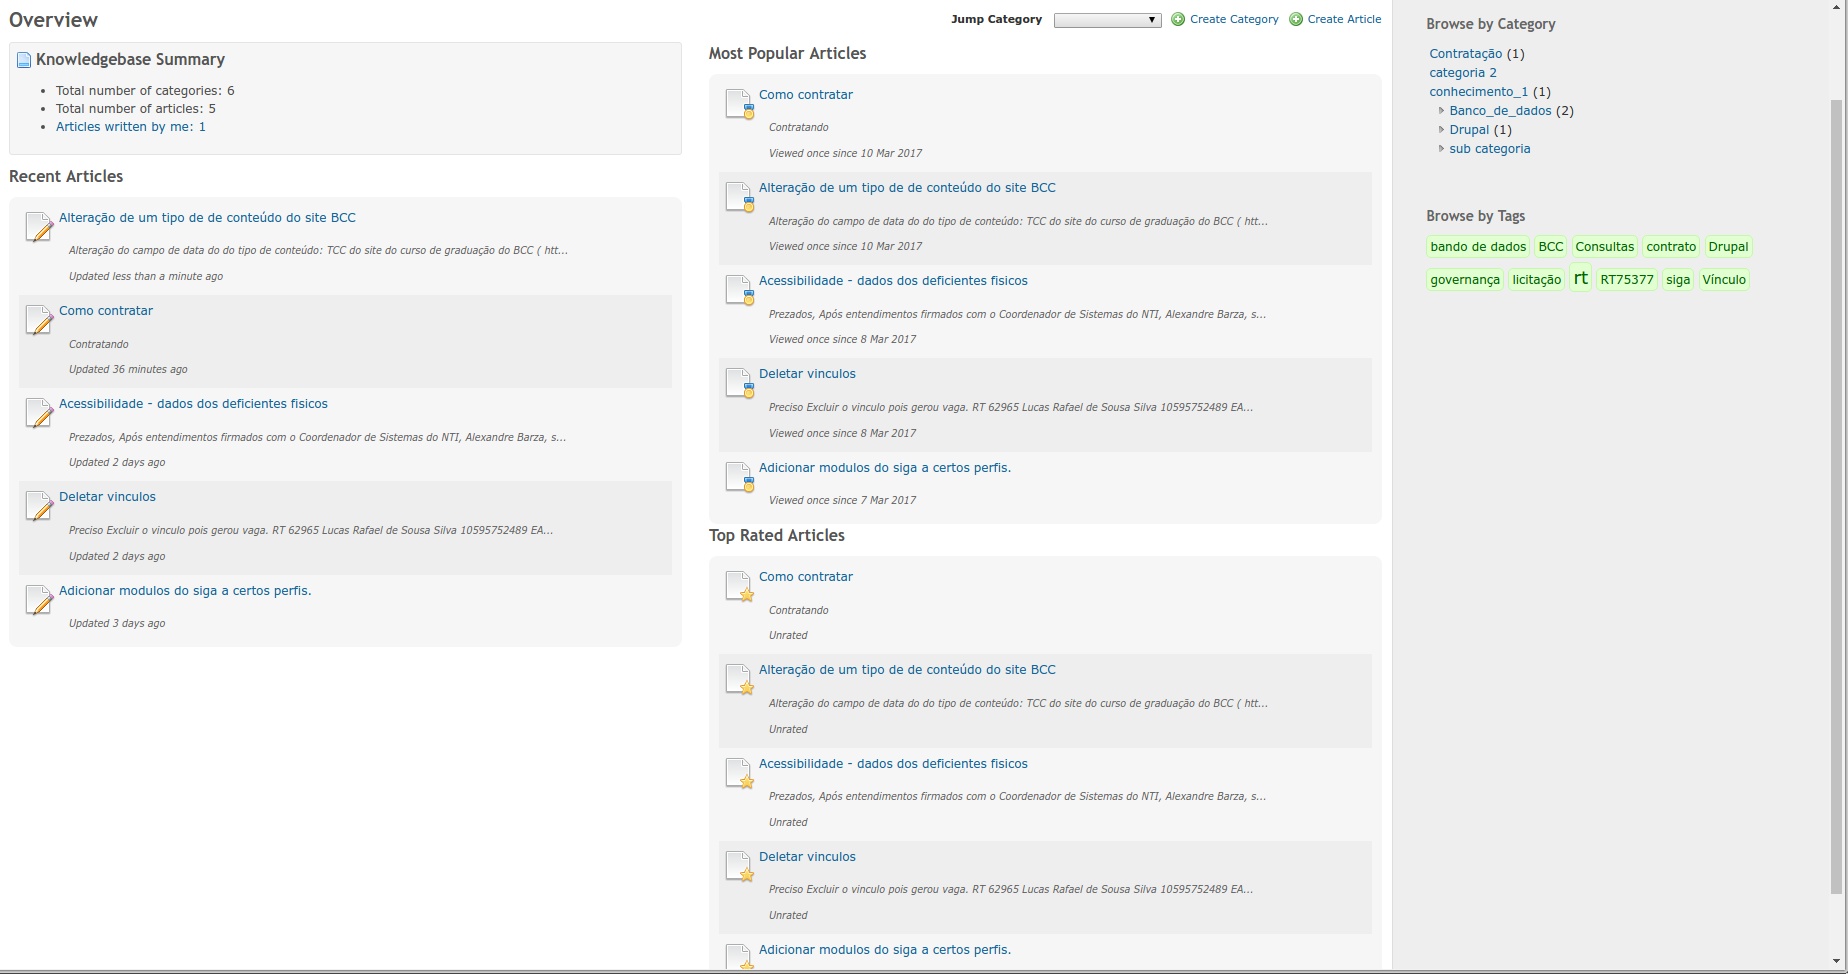 Overview
Jump Category
Create Category
Create Article
Knowledgebase Summary
Total number of categories: 6
Total number of articles: 5
Articles written by me: 1
Recent Articles
Alteração de um tipo de de conteúdo do site BCC
Alteração do campo de data do do tipo de conteúdo: TCC do site do curso de graduação do BCC ( htt...
Updated less than a minute ago
Como contratar
Contratando
Updated 36 minutes ago
Acessibilidade - dados dos deficientes fisicos
Prezados, Após entendimentos firmados com o Coordenador de Sistemas do NTI, Alexandre Barza, s...
Updated 2 days ago
Deletar vinculos
Preciso Excluir o vinculo pois gerou vaga. RT 62965 Lucas Rafael de Sousa Silva 10595752489 EA...
Updated 2 days ago
Adicionar modulos do siga a certos perfis.
Updated 3 days ago
Most Popular Articles
Como contratar
Contratando
Viewed once since 10 Mar 2017
Alteração de um tipo de de conteúdo do site BCC
Alteração do campo de data do do tipo de conteúdo: TCC do site do curso de graduação do BCC ( htt...
Viewed once since 10 Mar 2017
Acessibilidade - dados dos deficientes fisicos
Prezados, Após entendimentos firmados com o Coordenador de Sistemas do NTI, Alexandre Barza, s...
Viewed once since 8 Mar 2017
Deletar vinculos
Preciso Excluir o vinculo pois gerou vaga. RT 62965 Lucas Rafael de Sousa Silva 10595752489 EA...
Viewed once since 8 Mar 2017
Adicionar modulos do siga a certos perfis.
Viewed once since 7 Mar 2017
Top Rated Articles
Como contratar
Contratando
Unrated
Alteração de um tipo de de conteúdo do site BCC
Alteração do campo de data do do tipo de conteúdo: TCC do site do curso de graduação do BCC ( htt...
Unrated
Acessibilidade - dados dos deficientes fisicos
Prezados, Após entendimentos firmados com o Coordenador de Sistemas do NTI, Alexandre Barza, s...
Unrated
Deletar vinculos
Preciso Excluir o vinculo pois gerou vaga. RT 62965 Lucas Rafael de Sousa Silva 10595752489 EA...
Unrated
Adicionar modulos do siga a certos perfis.
Browse by Category
Contratação (1)
categoria 2
conhecimento_1 (1)
Banco_de_dados (2)
Drupal (1)
sub categoria
Browse by Tags
bando de dados BCC Consultas contrato Drupal
governança licitação rt RT75377 siga Vínculo